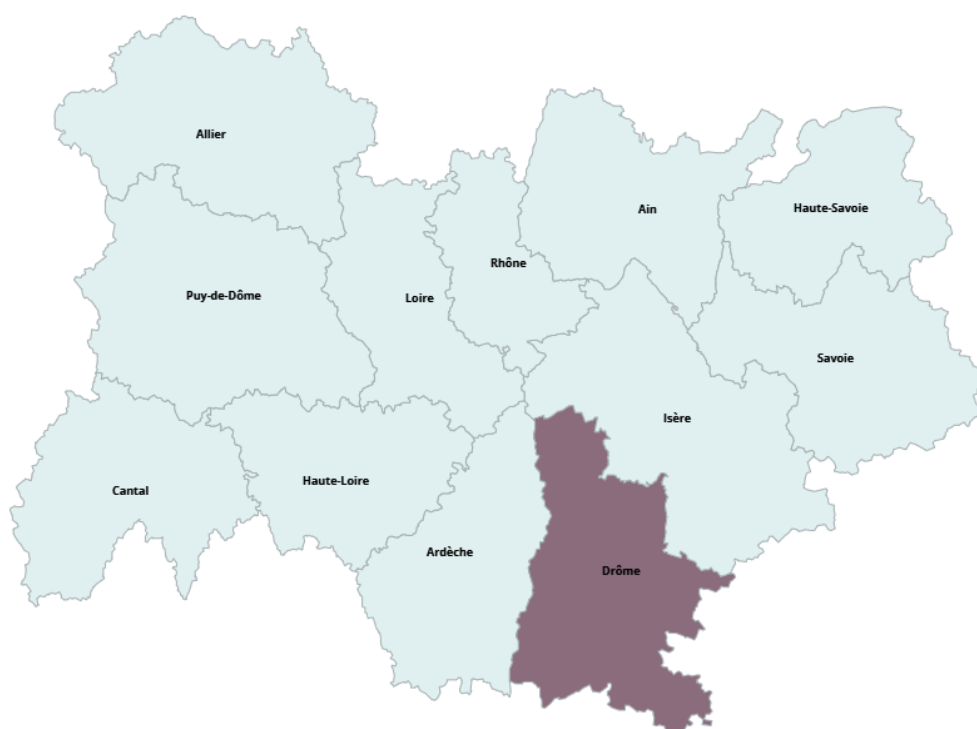 Allier
Ain
Haute-Savoie
Rhône
Puy-de-Dôme
Loire
Savoie
Isère
Haute-Loire
Cantal
Ardèche
Drôme